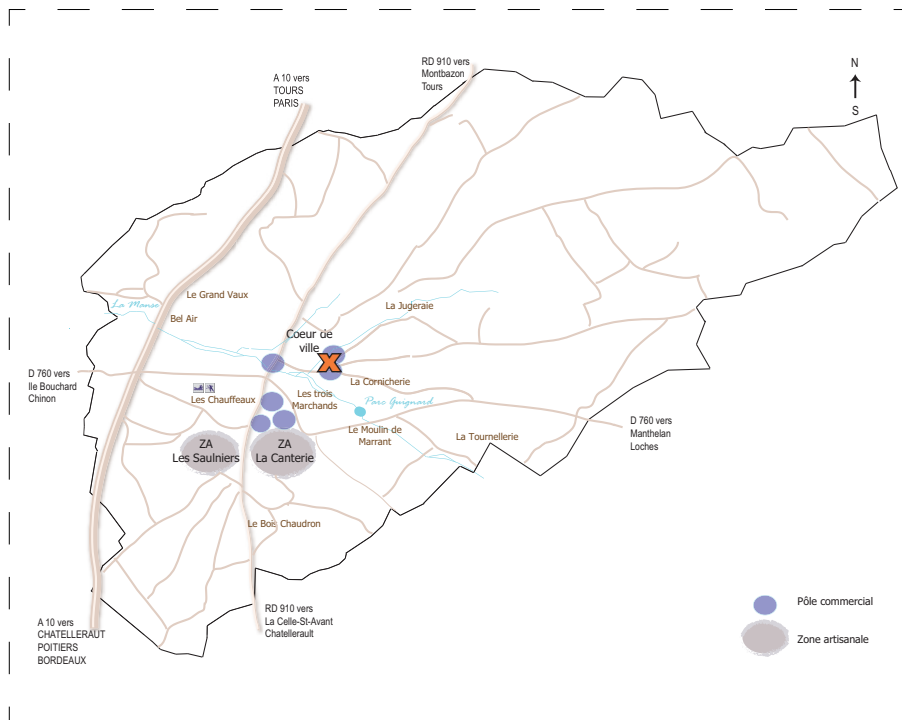 RD 910 vers
Montbazon
Tours
N
S
A 10 vers
TOURS
PARIS
Le Grand Vaux
La Manse
Bel Air
La Jugeraie
Coeur de
ville
X
D 760 vers
Ile Bouchard
Chinon
La Cornicherie
Les Chauffeaux
Les trois
Marchands
Parc Guignard
Le Moulin de
Marrant
La Tournellerie
D 760 vers
Manthelan
Loches
ZA
Les Saulniers
ZA
La Canterie
Le Bois Chaudron
A 10 vers
CHATELLERAUT
POITIERS
BORDEAUX
RD 910 vers
La Celle-St-Avant
Chatellerault
Pôle commercial
Zone artisanale